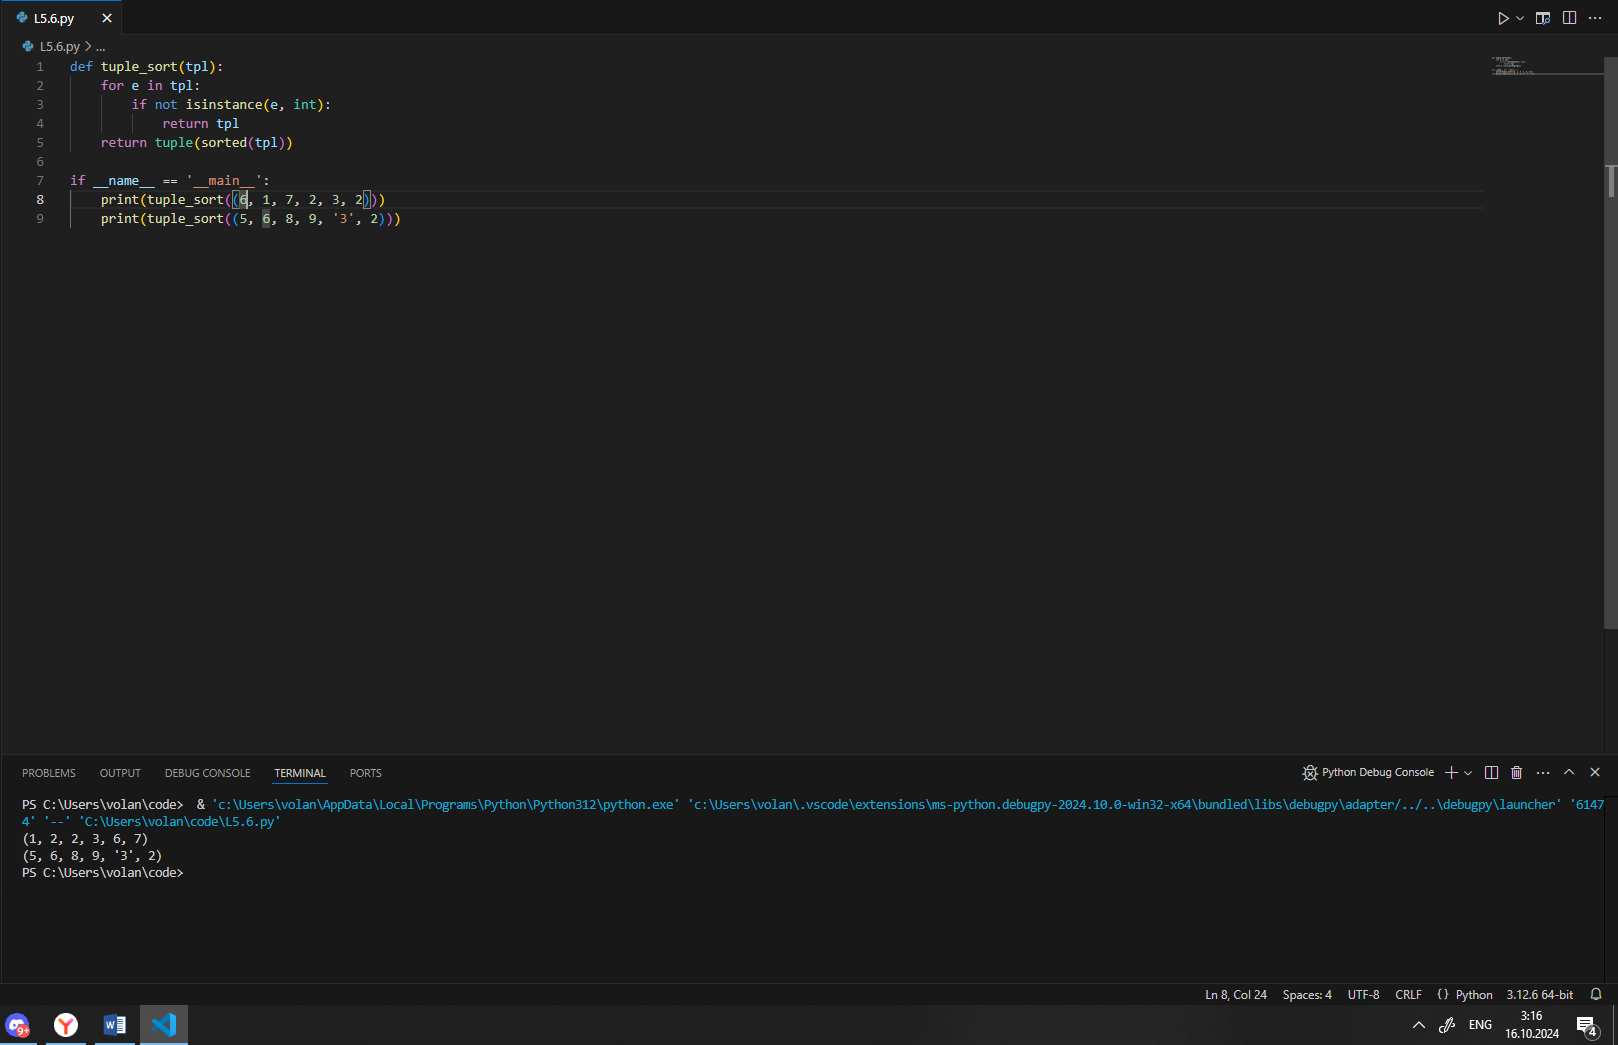 L5.6.py
L5.6.py > ...
1 def tuple_sort(tpl):
2     for e in tpl:
3         if not isinstance(e, int):
4             return tpl
5     return tuple(sorted(tpl))
6
7 if __name__ == '__main__':
8     print(tuple_sort((6, 1, 7, 2, 3, 2)))
9     print(tuple_sort((5, 6, 8, 9, '3', 2)))
PROBLEMS OUTPUT DEBUG CONSOLE TERMINAL PORTS Python Debug Console
PS C:\Users\volan\code>  & 'c:\Users\volan\AppData\Local\Programs\Python\Python312\python.exe' 'c:\Users\volan\.vscode\extensions\ms-python.debugpy-2024.10.0-win32-x64\bundled\libs\debugpy\adapter/../..\debugpy\launcher' '6147
4' '--' 'C:\Users\volan\code\L5.6.py'
(1, 2, 2, 3, 6, 7)
(5, 6, 8, 9, '3', 2)
PS C:\Users\volan\code>
Ln 8, Col 24 Spaces: 4 UTF-8 CRLF {} Python 3.12.6 64-bit
9+ Y W ENG 3:16
16.10.2024 4